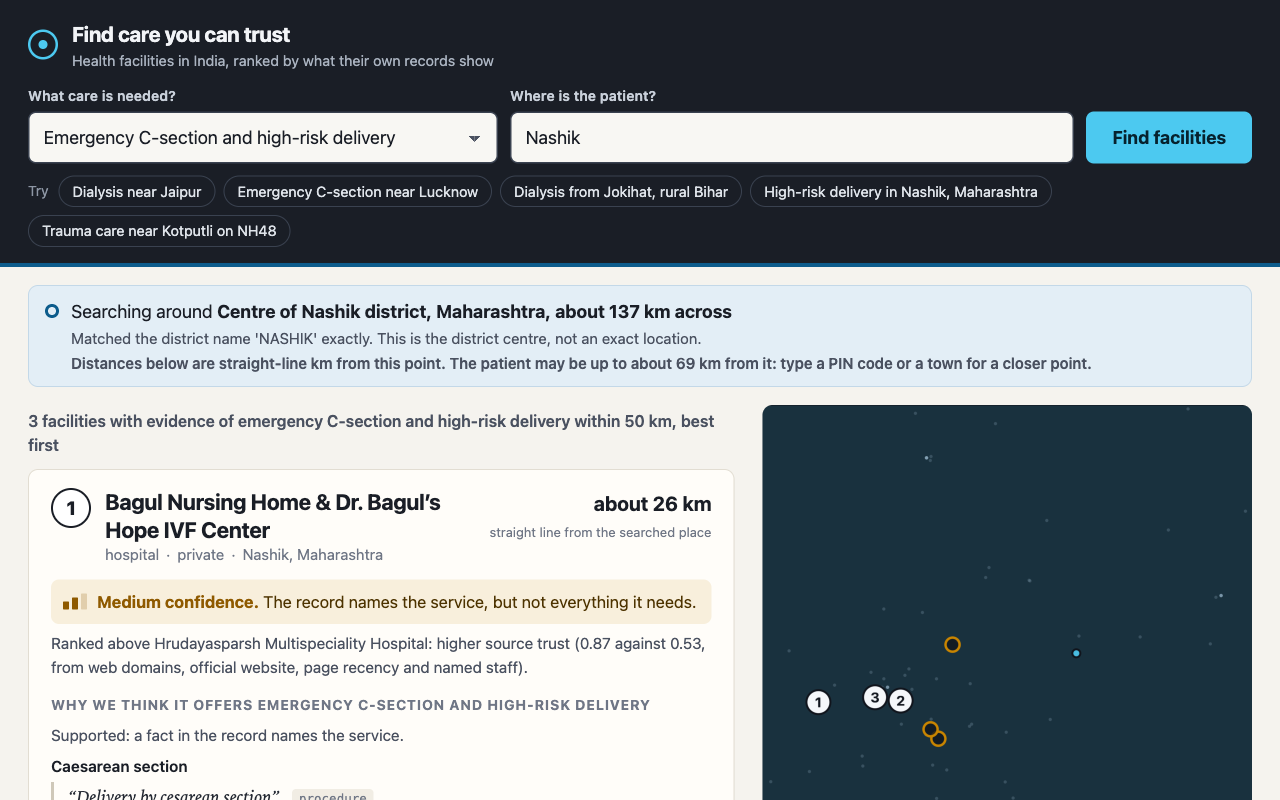 Find care you can trust
Health facilities in India, ranked by what their own records show
What care is needed?
Where is the patient?
Emergency C-section and high-risk delivery
Nashik
Find facilities
Try
Dialysis near Jaipur
Emergency C-section near Lucknow
Dialysis from Jokihat, rural Bihar
High-risk delivery in Nashik, Maharashtra
Trauma care near Kotputli on NH48
Searching around Centre of Nashik district, Maharashtra, about 137 km across
Matched the district name 'NASHIK' exactly. This is the district centre, not an exact location.
Distances below are straight-line km from this point. The patient may be up to about 69 km from it: type a PIN code or a town for a closer point.
3 facilities with evidence of emergency C-section and high-risk delivery within 50 km, best
first
1
Bagul Nursing Home & Dr. Bagul’s
Hope IVF Center
about 26 km
straight line from the searched place
hospital · private · Nashik, Maharashtra
Medium confidence. The record names the service, but not everything it needs.
Ranked above Hrudayasparsh Multispeciality Hospital: higher source trust (0.87 against 0.53,
from web domains, official website, page recency and named staff).
WHY WE THINK IT OFFERS EMERGENCY C-SECTION AND HIGH-RISK DELIVERY
Supported: a fact in the record names the service.
Caesarean section
“Delivery by cesarean section” procedure
1
3
2